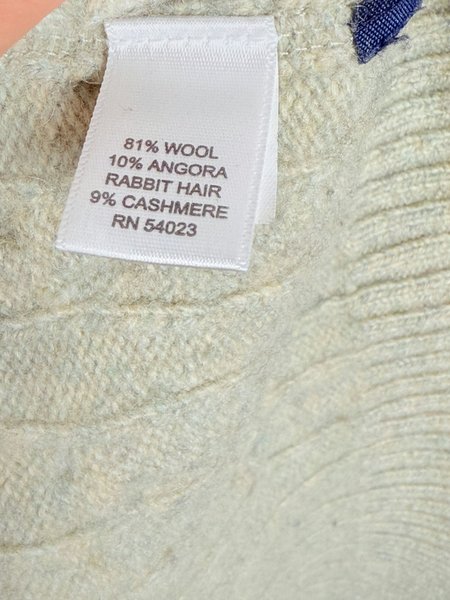 81% WOOL
10% ANGORA
RABBIT HAIR
9% CASHMERE
RN 54023